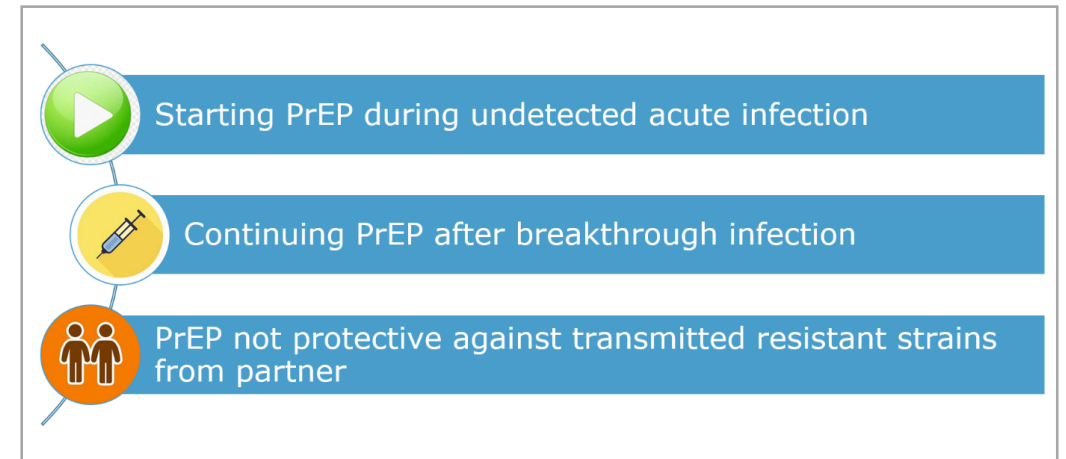 Starting PrEP during undetected acute infection
Continuing PrEP after breakthrough infection
PrEP not protective against transmitted resistant strains
from partner